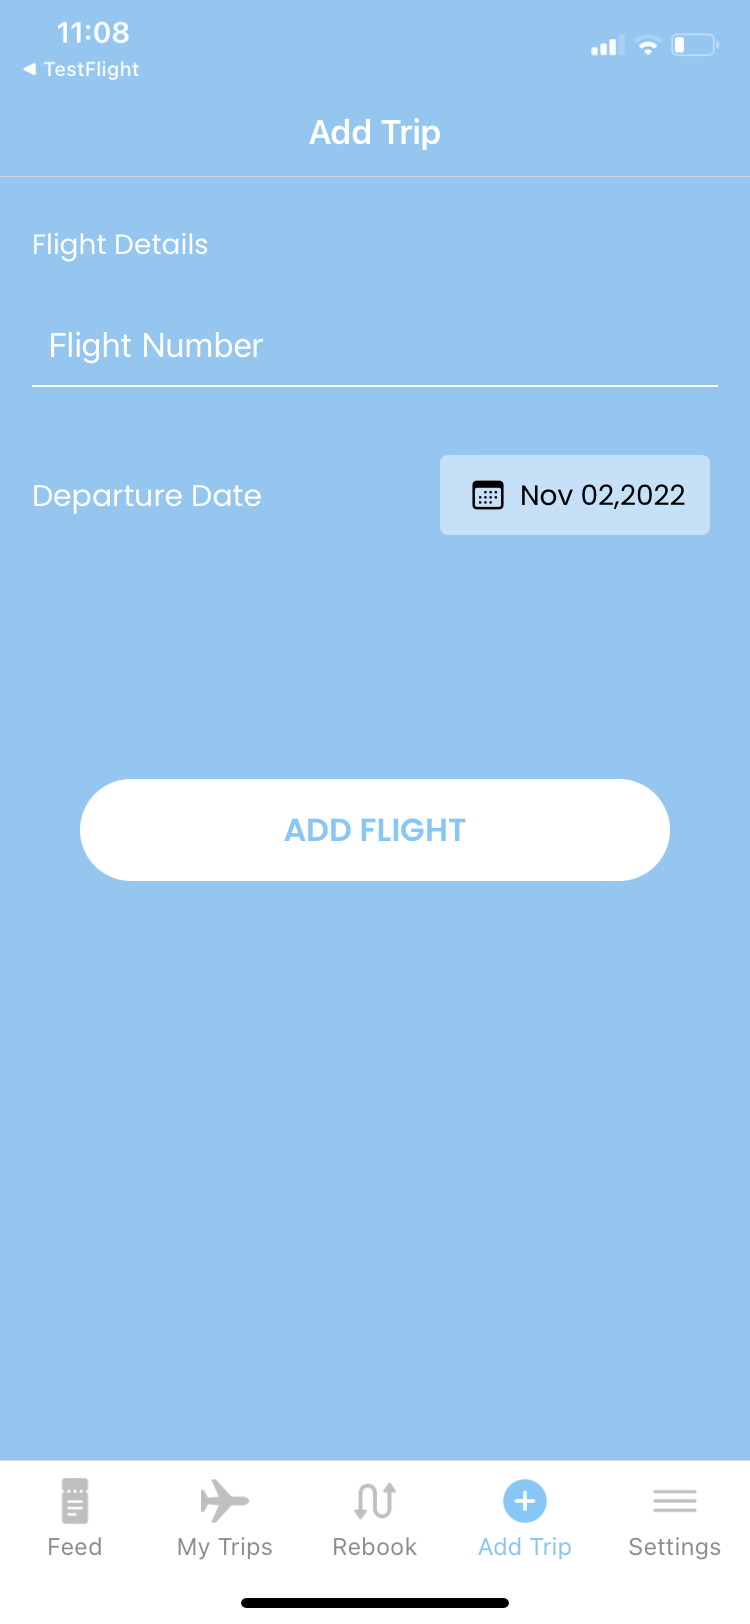 11:08
◀ TestFlight
Add Trip
Flight Details
Flight Number
Departure Date
Nov 02,2022
ADD FLIGHT
Feed My Trips Rebook Add Trip Settings